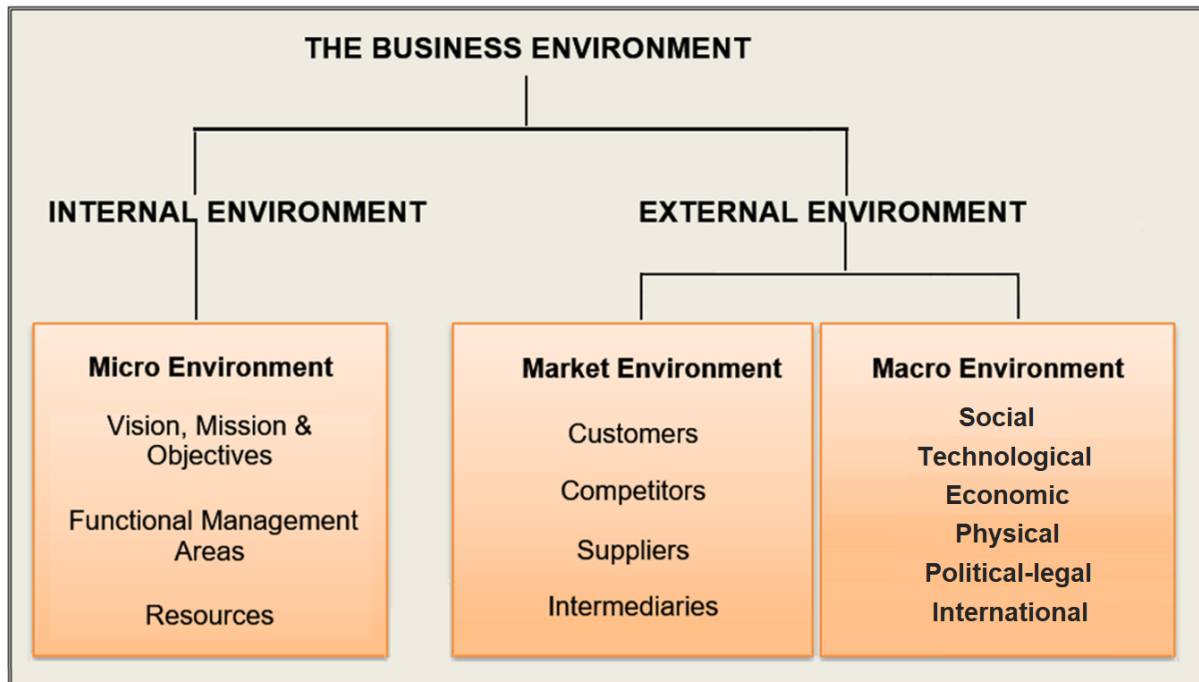 THE BUSINESS ENVIRONMENT
INTERNAL ENVIRONMENT
EXTERNAL ENVIRONMENT
Micro Environment
Vision, Mission &
Objectives
Functional Management
Areas
Resources
Market Environment
Customers
Competitors
Suppliers
Intermediaries
Macro Environment
Social
Technological
Economic
Physical
Political-legal
International